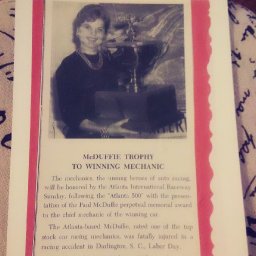 McDUFFIE TROPHY
TO WINNING MECHANIC
The mechanics, the unsung heroes of auto racing,
will be honored by the Atlanta International Raceway
Sunday, following the Atlanta '500' with the presen-
tation of the Paul McDuffie perpetual memorial award
to the chief mechanic of the winning car.
The Atlanta-based McDuffie, rated one of the top
stock car racing mechanics, was fatally injured in a
racing accident in Darlington, S. C., Labor Day.